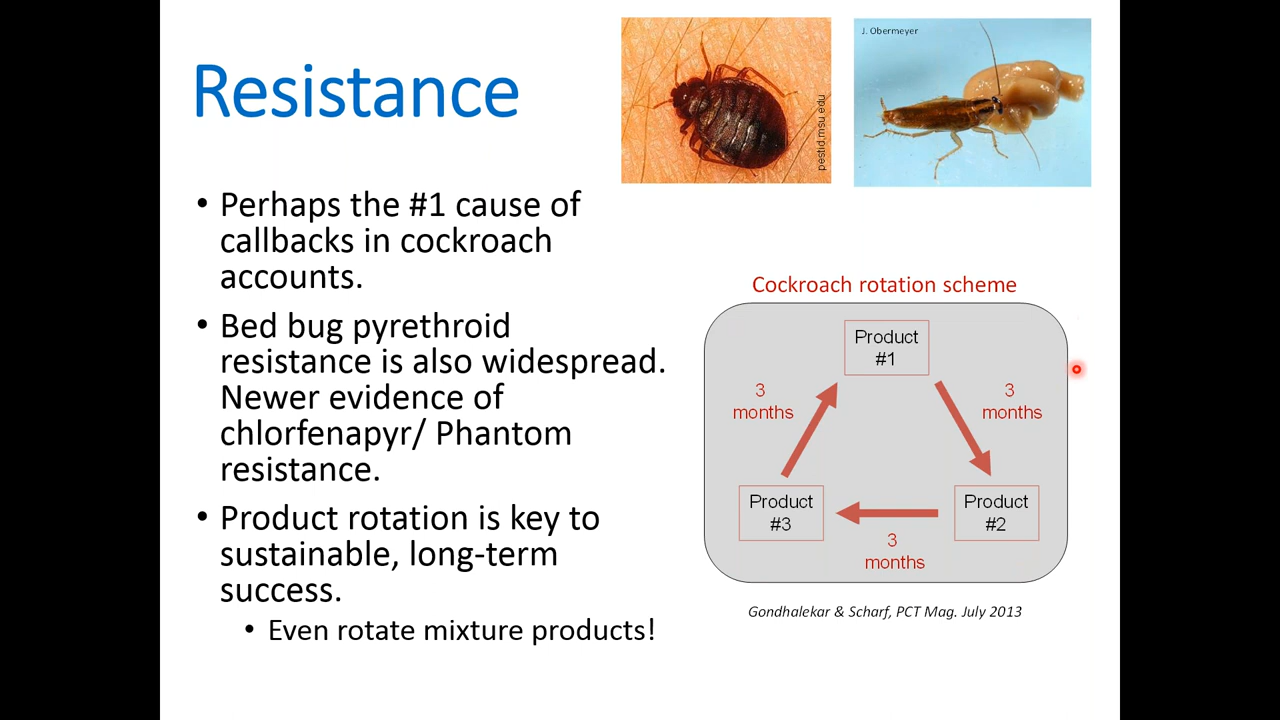 Resistance
pestid.msu.edu
J. Obermeyer
• Perhaps the #1 cause of
callbacks in cockroach
accounts.
• Bed bug pyrethroid
resistance is also widespread.
Newer evidence of
chlorfenapyr/ Phantom
resistance.
• Product rotation is key to
sustainable, long-term
success.
• Even rotate mixture products!
Cockroach rotation scheme
Product
#1
3
months
3
months
Product
#3
Product
#2
3
months
Gondhalekar & Scharf, PCT Mag. July 2013